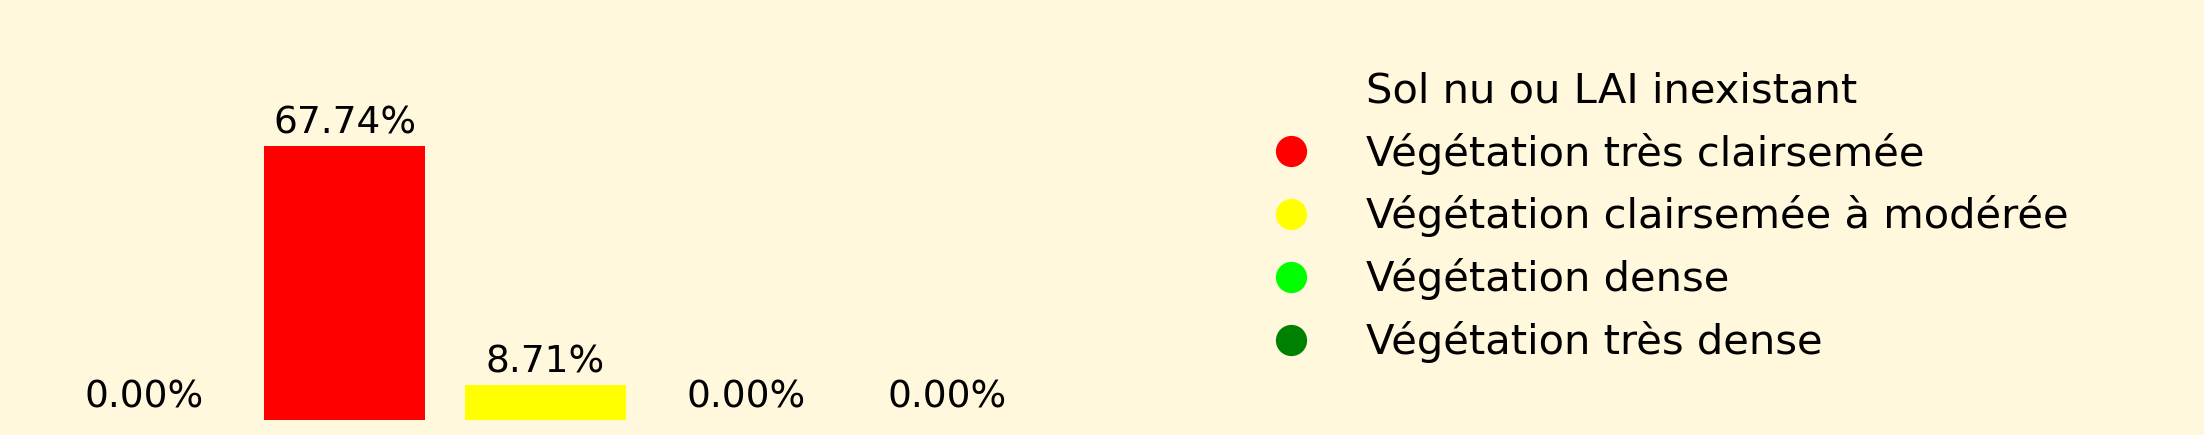 67.74%
8.71%
0.00%
0.00%
0.00%
Sol nu ou LAI inexistant
Végétation très clairsemée
Végétation clairsemée à modérée
Végétation dense
Végétation très dense